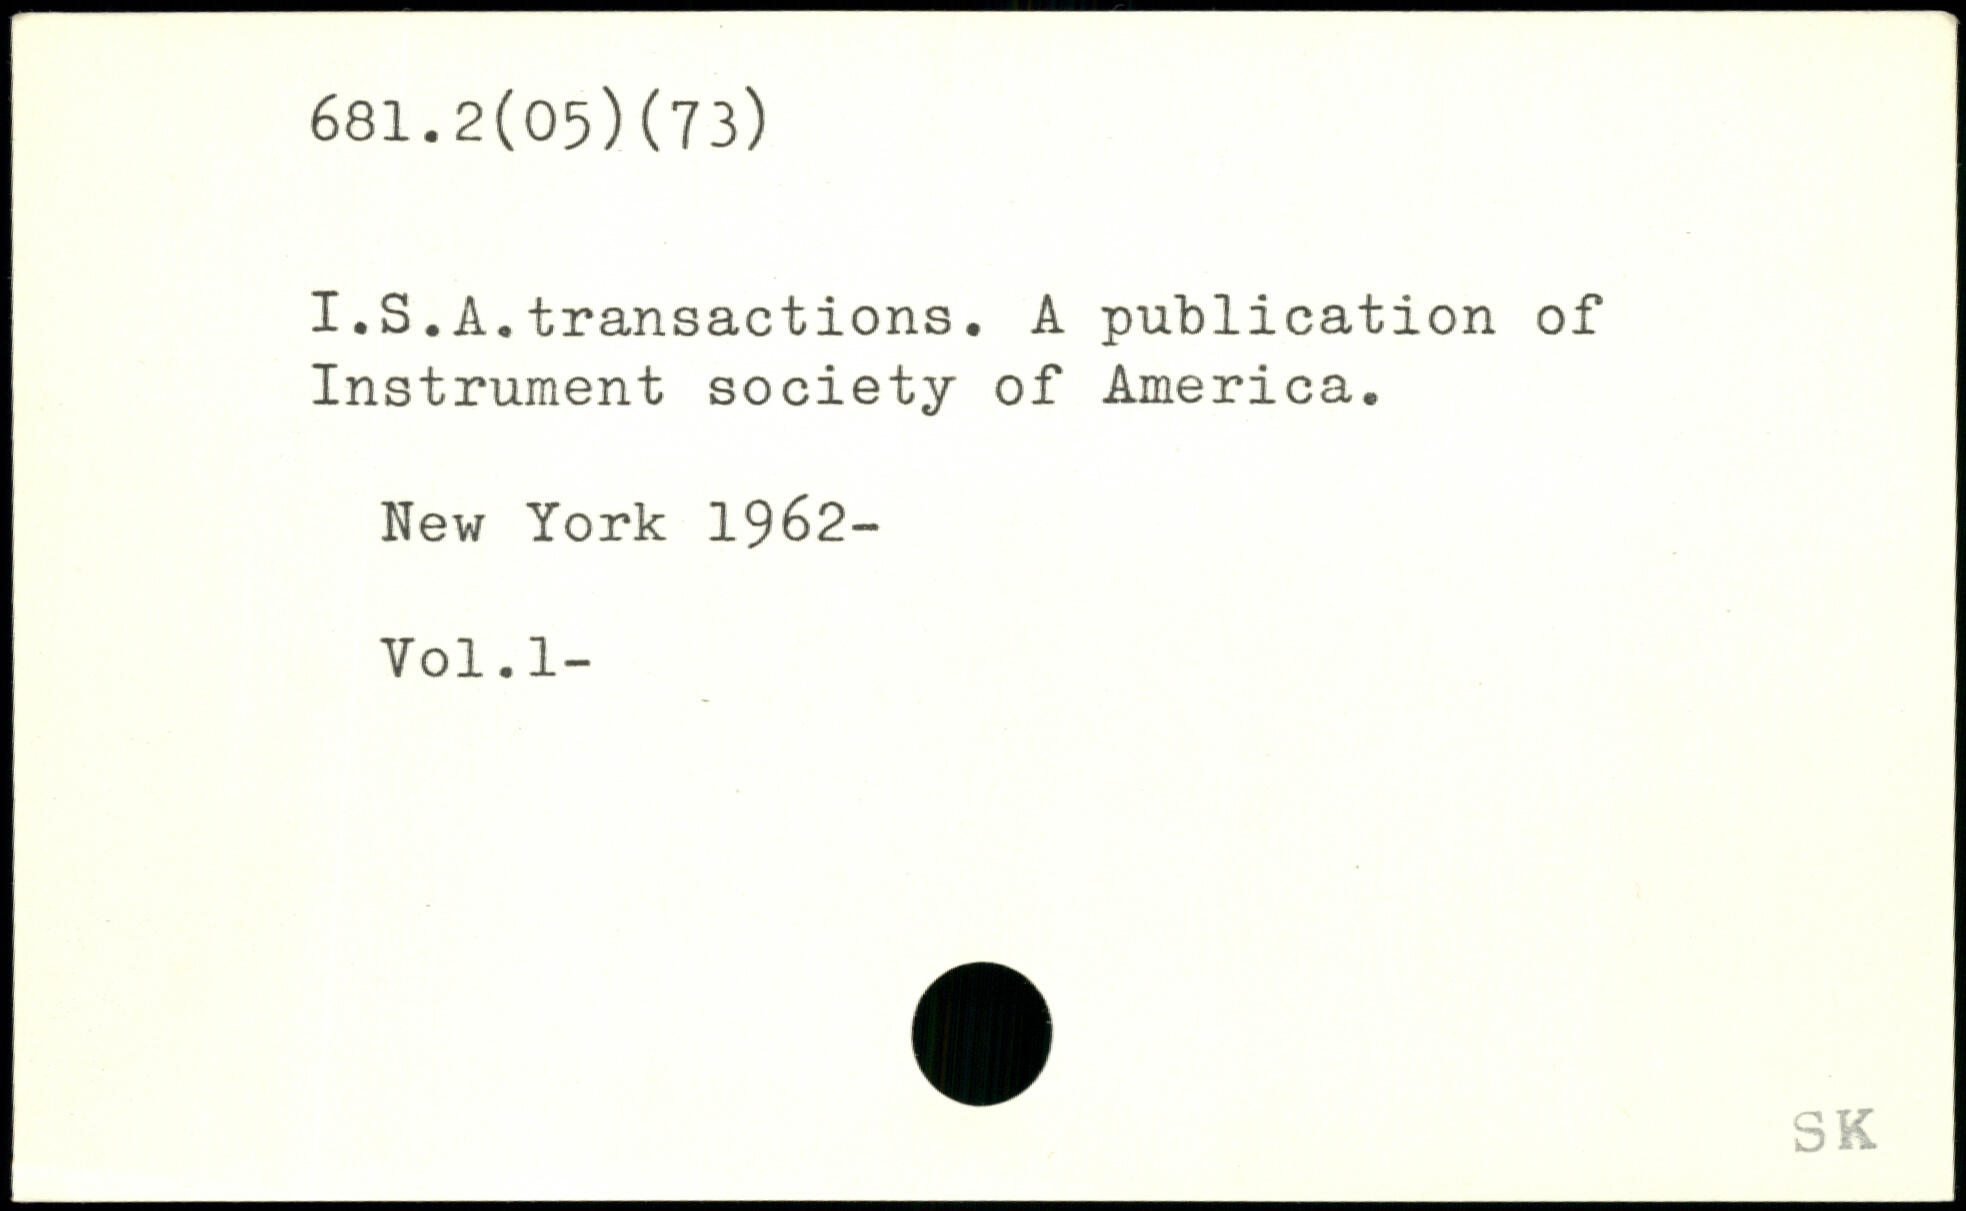 681.2(05)(73)
I.S.A.transactions. A publication of
Instrument society of America.
New York 1962-
Vol.1-
SK